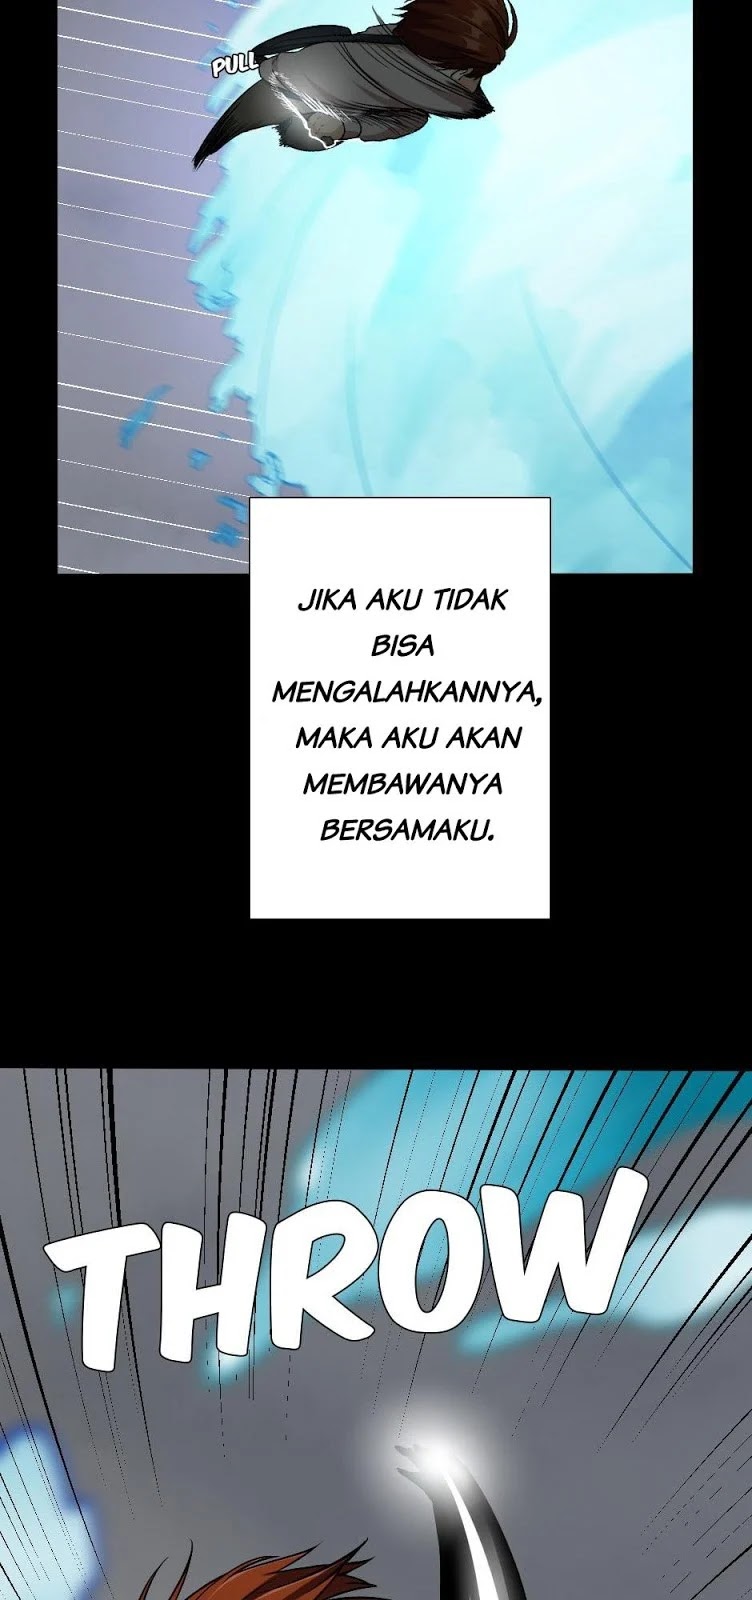 PULL
JIKA AKU TIDAK
BISA
MENGALAHKANNYA,
MAKA AKU AKAN
MEMBAWANYA
BERSAMAKU.
THROW